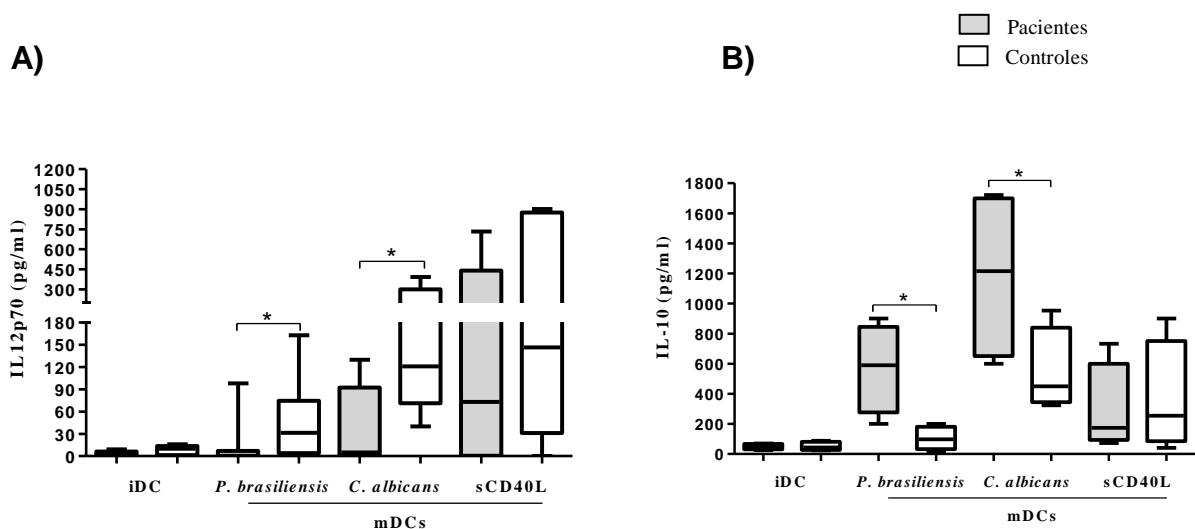 Pacientes
Controles
A)
B)
IL12p70 (pg/ml)
1200
1050
900
750
600
450
300
180
150
120
90
60
30
0
*
*
iDC
P. brasiliensis
C. albicans
sCD40L
mDCs
IL-10 (pg/ml)
1800
1600
1400
1200
1000
800
600
400
200
0
*
*
iDC
P. brasiliensis
C. albicans
sCD40L
mDCs